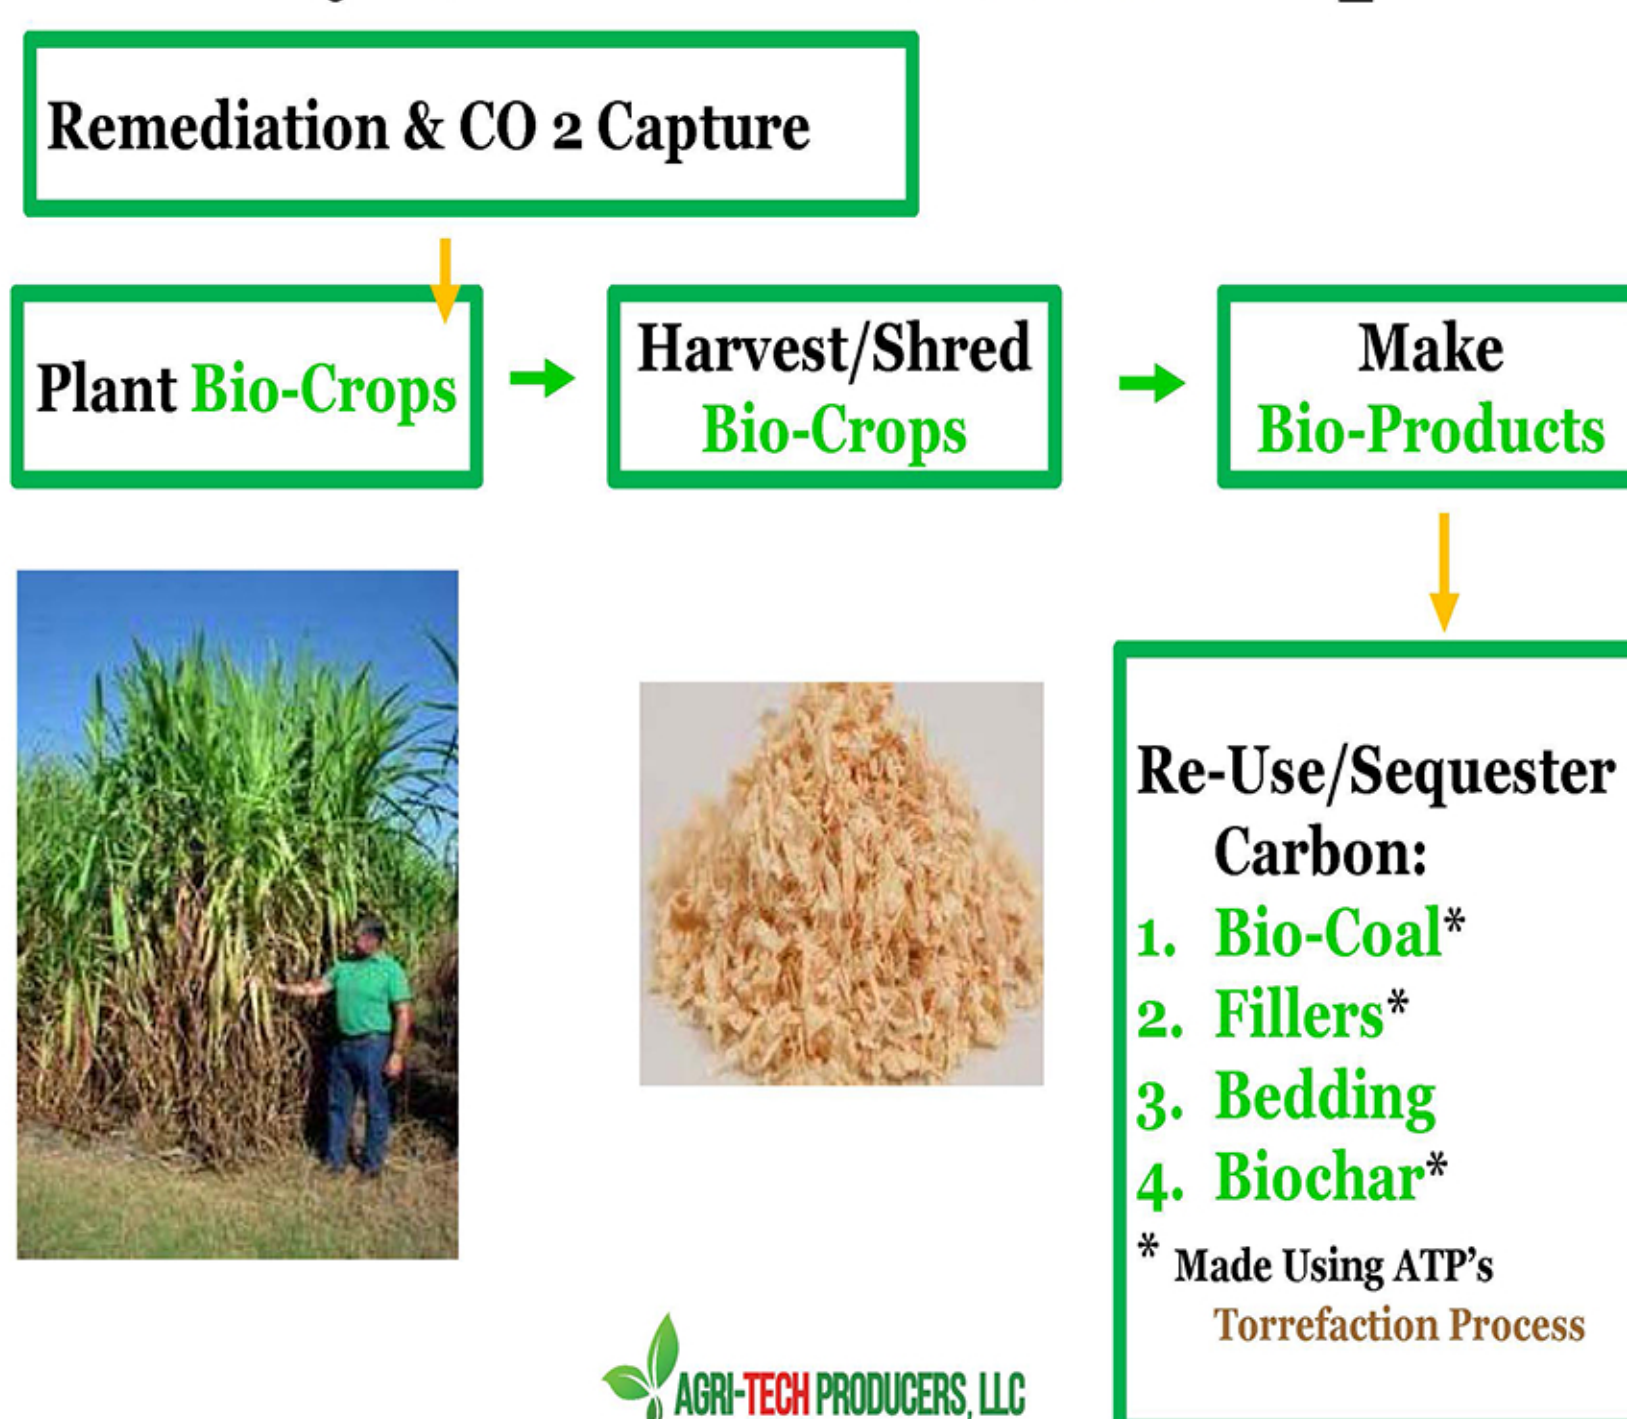 Remediation & CO 2 Capture
Plant Bio-Crops
Harvest/Shred
Bio-Crops
Make
Bio-Products
Re-Use/Sequester
Carbon:
1. Bio-Coal*
2. Fillers*
3. Bedding
4. Biochar*
* Made Using ATP's
Torrefaction Process
AGRI-TECH PRODUCERS, LLC